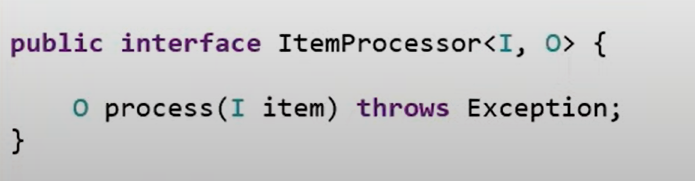 public interface ItemProcessor<I, O> {
    O process(I item) throws Exception;
}